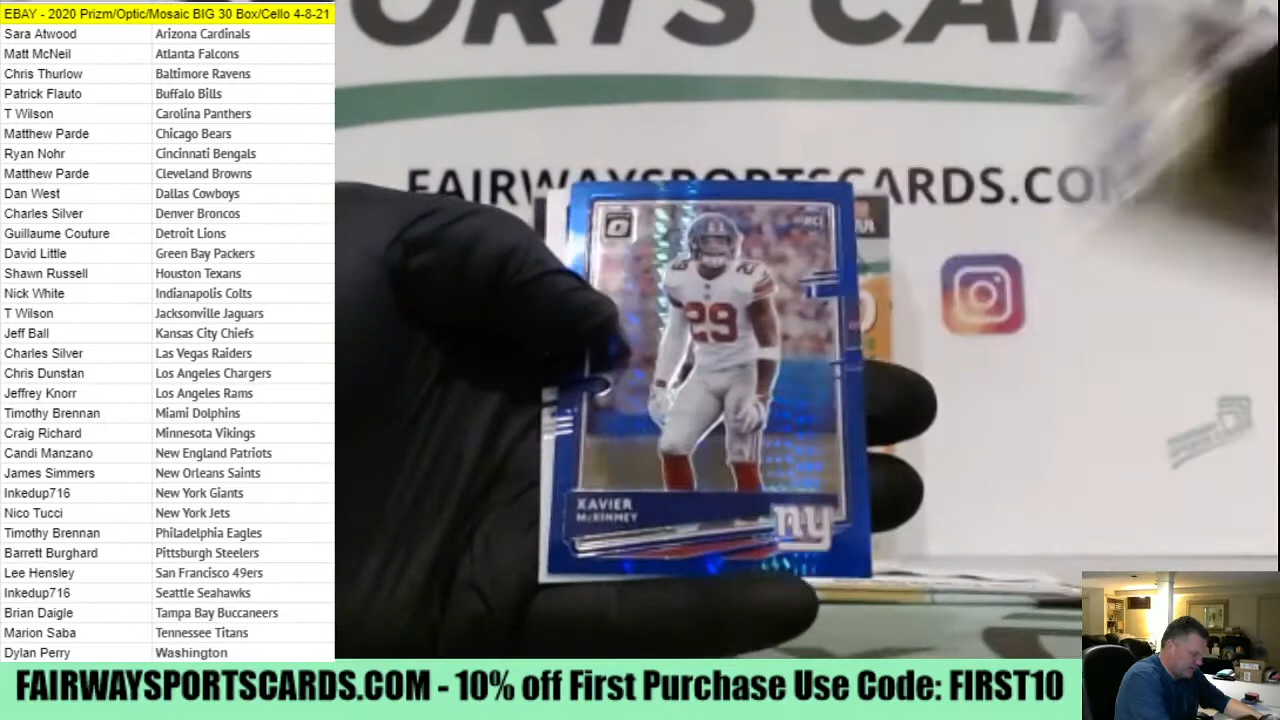 EBAY - 2020 Prizm/Optic/Mosaic BIG 30 Box/Cello 4-8-21
Sara Atwood Arizona Cardinals
Matt McNeil Atlanta Falcons
Chris Thurlow Baltimore Ravens
Patrick Flauto Buffalo Bills
T Wilson Carolina Panthers
Matthew Parde Chicago Bears
Ryan Nohr Cincinnati Bengals
Matthew Parde Cleveland Browns
Dan West Dallas Cowboys
Charles Silver Denver Broncos
Guillaume Couture Detroit Lions
David Little Green Bay Packers
Shawn Russell Houston Texans
Nick White Indianapolis Colts
T Wilson Jacksonville Jaguars
Jeff Ball Kansas City Chiefs
Charles Silver Las Vegas Raiders
Chris Dunstan Los Angeles Chargers
Jeffrey Knorr Los Angeles Rams
Timothy Brennan Miami Dolphins
Craig Richard Minnesota Vikings
Candi Manzano New England Patriots
James Simmers New Orleans Saints
Inkedup716 New York Giants
Nico Tucci New York Jets
Timothy Brennan Philadelphia Eagles
Barrett Burghard Pittsburgh Steelers
Lee Hensley San Francisco 49ers
Inkedup716 Seattle Seahawks
Brian Daigle Tampa Bay Buccaneers
Marion Saba Tennessee Titans
Dylan Perry Washington
ORTS CAR
FAIRWAYSPORTSCARDS.COM
29
XAVIER
McKINNEY
ny
FAIRWAYSPORTSCARDS.COM - 10% off First Purchase Use Code: FIRST10